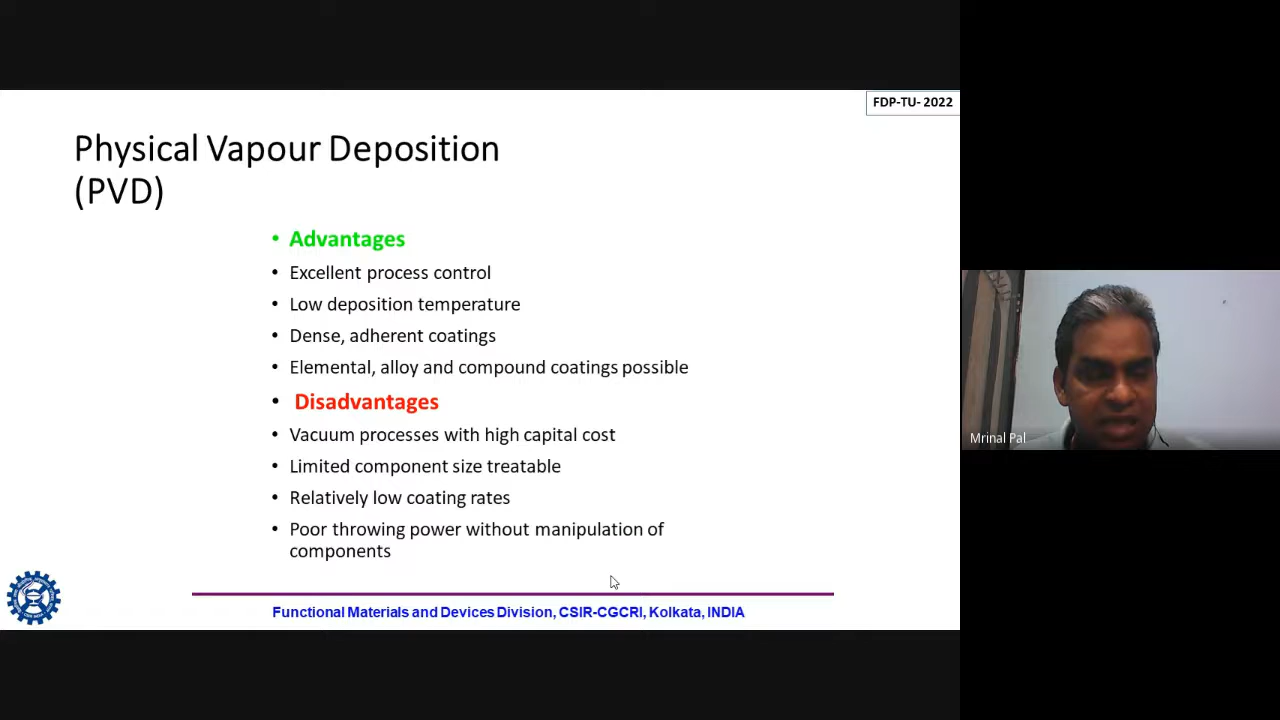 FDP-TU- 2022
Physical Vapour Deposition
(PVD)
• Advantages
• Excellent process control
• Low deposition temperature
• Dense, adherent coatings
• Elemental, alloy and compound coatings possible
• Disadvantages
• Vacuum processes with high capital cost
• Limited component size treatable
• Relatively low coating rates
• Poor throwing power without manipulation of
components
Functional Materials and Devices Division, CSIR-CGCRI, Kolkata, INDIA
Mrinal Pal